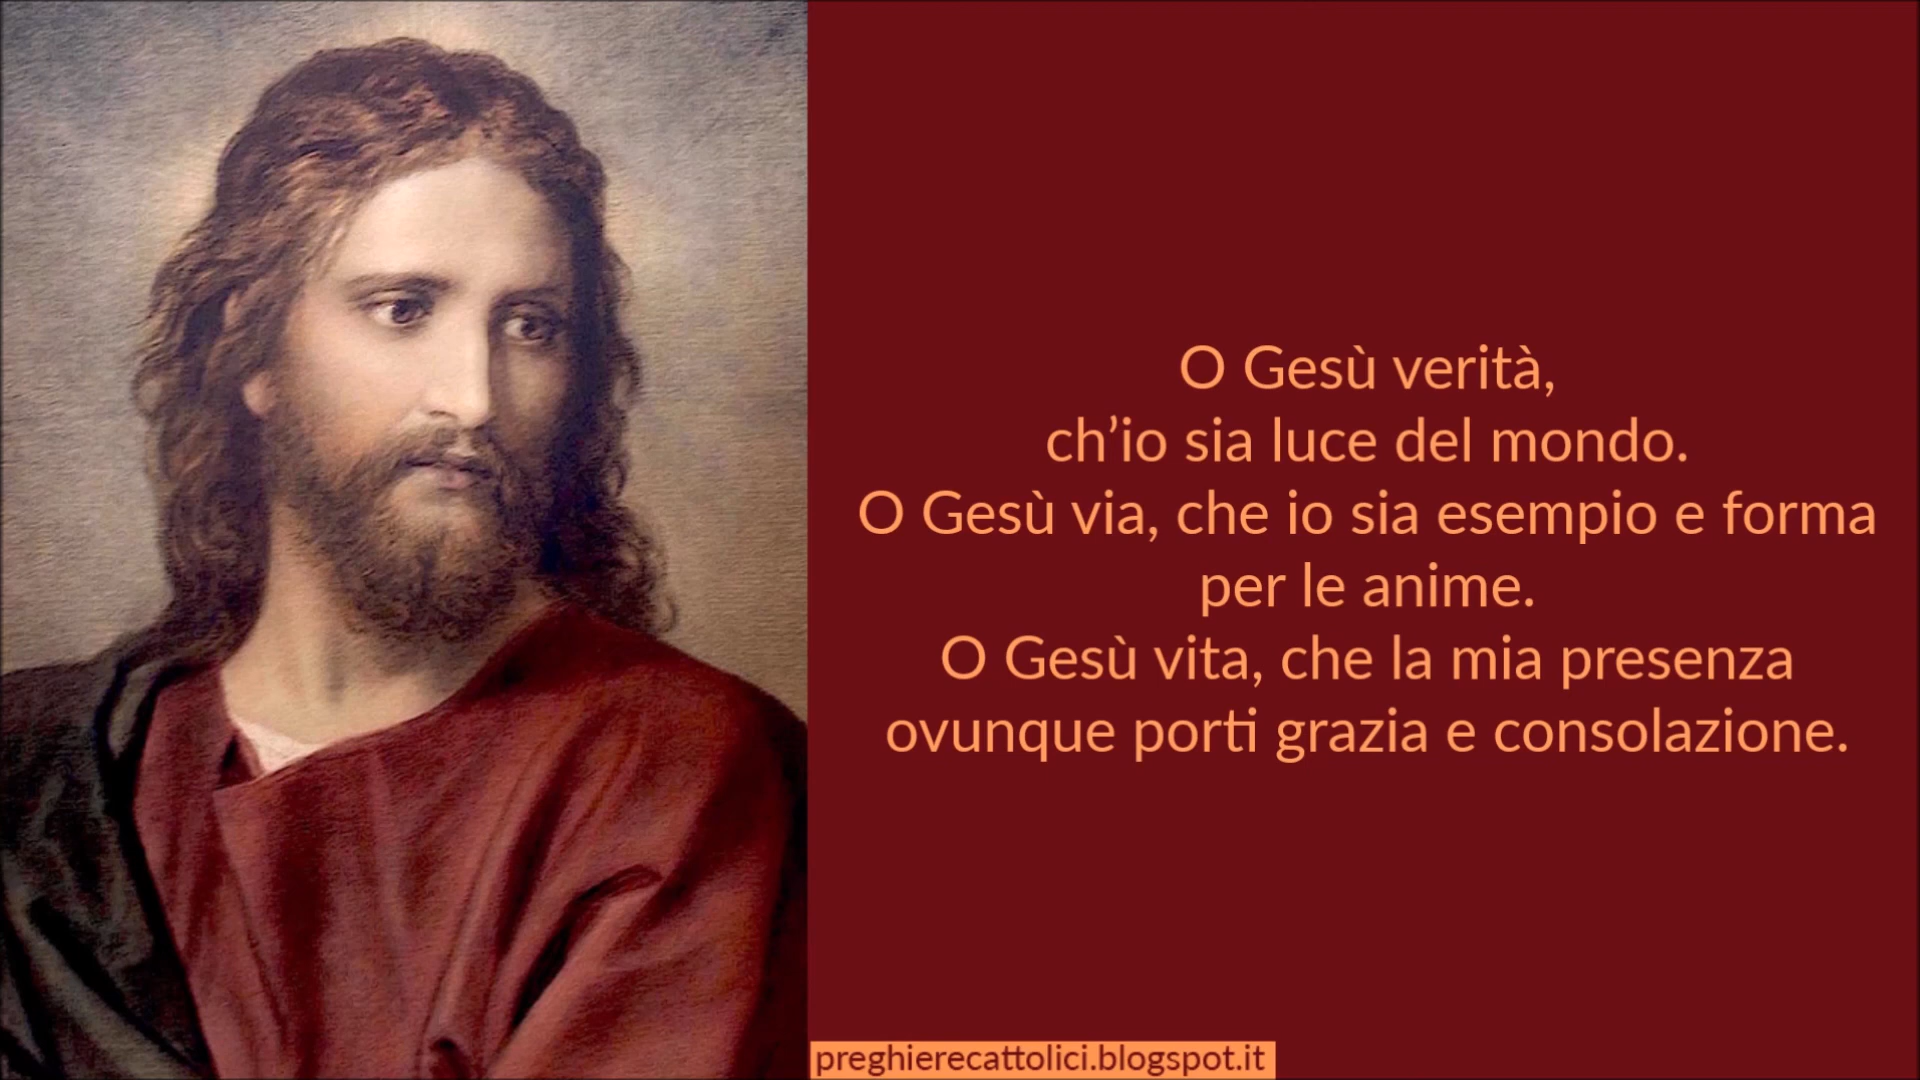 O Gesù verità,
ch’io sia luce del mondo.
O Gesù via, che io sia esempio e forma
per le anime.
O Gesù vita, che la mia presenza
ovunque porti grazia e consolazione.
preghierecattolici.blogspot.it